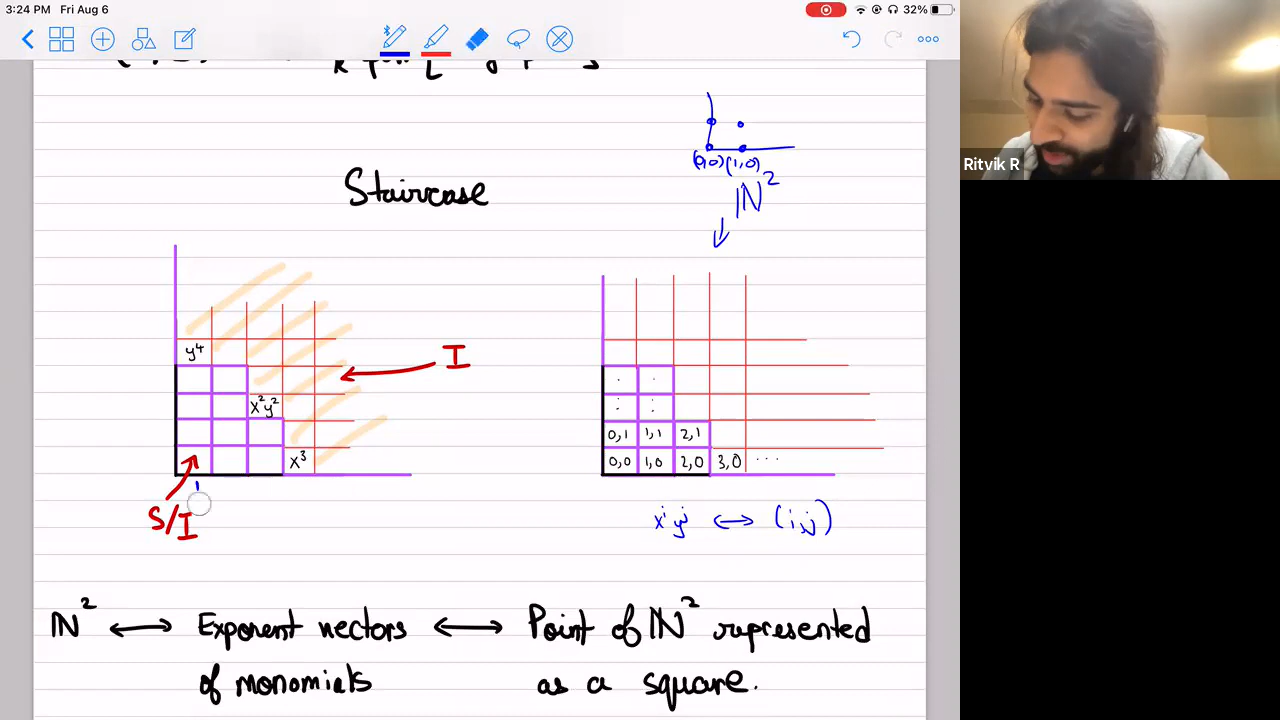 3:24 PM Fri Aug 6
32%
Ritvik R
(0,0) (1,0)
ℕ²
Staircase
y⁴
x²y²
x³
I
S/I
0,1 1,1 2,1
0,0 1,0 2,0 3,0 ...
xⁱyʲ ↔ (i,j)
ℕ² ↔ Exponent vectors ↔ Point of ℕ² represented
of monomials as a square.